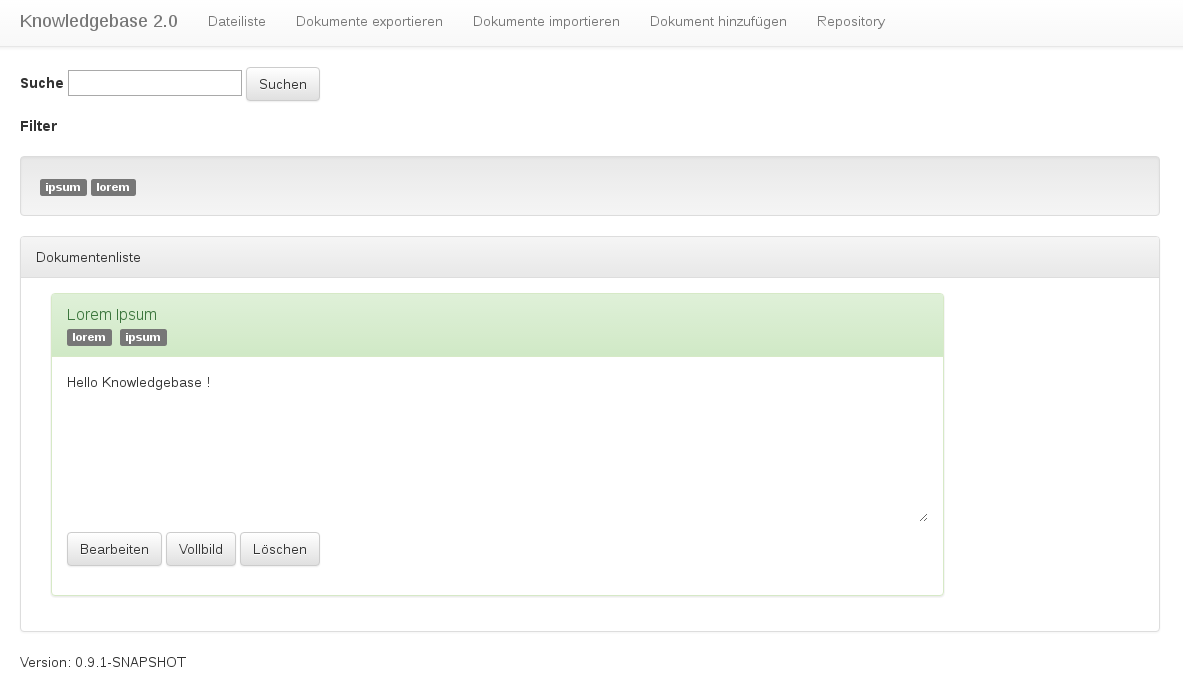 Knowledgebase 2.0 Dateiliste Dokumente exportieren Dokumente importieren Dokument hinzufügen Repository
Suche Suchen
Filter
ipsum lorem
Dokumentenliste
Lorem Ipsum
lorem ipsum
Hello Knowledgebase !
Bearbeiten Vollbild Löschen
Version: 0.9.1-SNAPSHOT